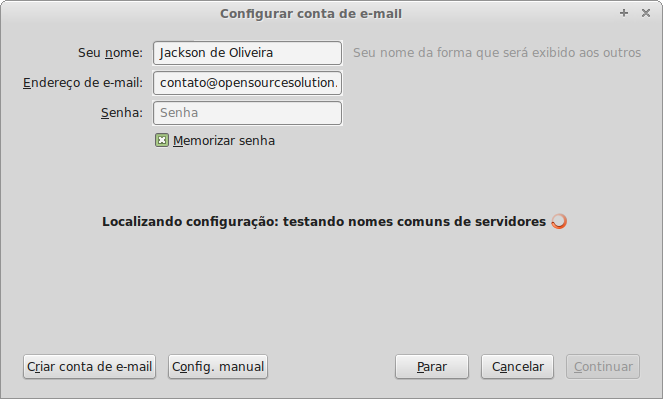 Configurar conta de e-mail
Seu nome: Jackson de Oliveira Seu nome da forma que será exibido aos outros
Endereço de e-mail: contato@opensourcesolution.
Senha: Senha
Memorizar senha
Localizando configuração: testando nomes comuns de servidores
Criar conta de e-mail Config. manual Parar Cancelar Continuar